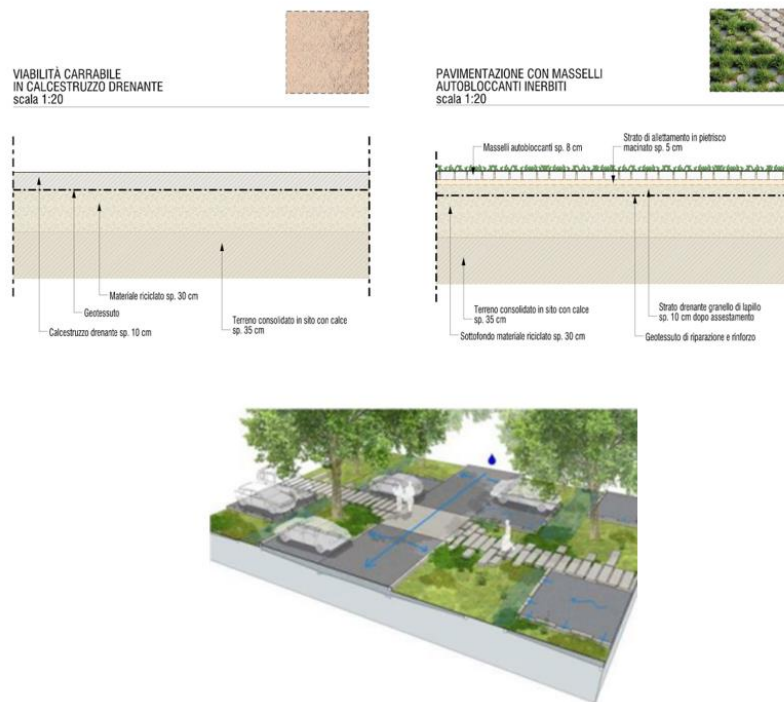 VIABILITÀ CARRABILE
IN CALCESTRUZZO DRENANTE
scala 1:20
Materiale riciclato sp. 30 cm
Geotessuto
Calcestruzzo drenante sp. 10 cm
Terreno consolidato in sito con calce
sp. 35 cm
PAVIMENTAZIONE CON MASSELLI
AUTOBLOCCANTI INERBITI
scala 1:20
Masselli autobloccanti sp. 8 cm
Strato di allettamento in pietrisco
macinato sp. 5 cm
Terreno consolidato in sito con calce
sp. 35 cm
Sottofondo materiale riciclato sp. 30 cm
Strato drenante granello di lapillo
sp. 10 cm dopo assestamento
Geotessuto di riparazione e rinforzo